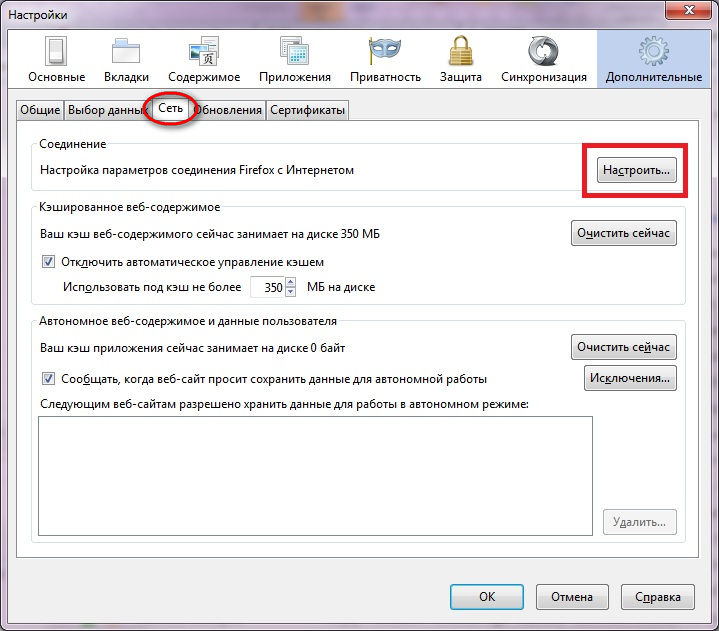 Настройки
Основные Вкладки Содержимое Приложения Приватность Защита Синхронизация Дополнительные
Общие Выбор данных Сеть Обновления Сертификаты
Соединение
Настройка параметров соединения Firefox с Интернетом Настроить...
Кэшированное веб-содержимое
Ваш кэш веб-содержимого сейчас занимает на диске 350 МБ Очистить сейчас
Отключить автоматическое управление кэшем
Использовать под кэш не более 350 МБ на диске
Автономное веб-содержимое и данные пользователя
Ваш кэш приложения сейчас занимает на диске 0 байт Очистить сейчас
Сообщать, когда веб-сайт просит сохранить данные для автономной работы Исключения...
Следующим веб-сайтам разрешено хранить данные для работы в автономном режиме:
Удалить...
OK Отмена Справка